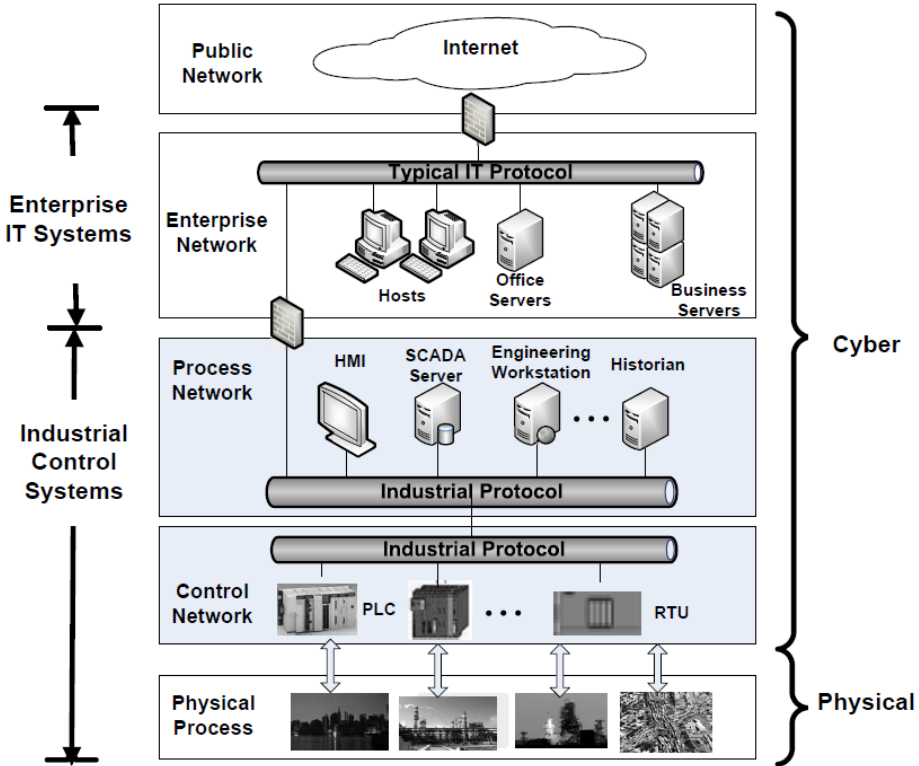 Internet
Public
Network
Typical IT Protocol
Enterprise
IT Systems
Enterprise
Network
Hosts
Office
Servers
Business
Servers
Cyber
Process
Network
HMI
SCADA
Server
Engineering
Workstation
Historian
Industrial
Control
Systems
Industrial Protocol
Industrial Protocol
Control
Network
PLC
RTU
Physical
Process
Physical